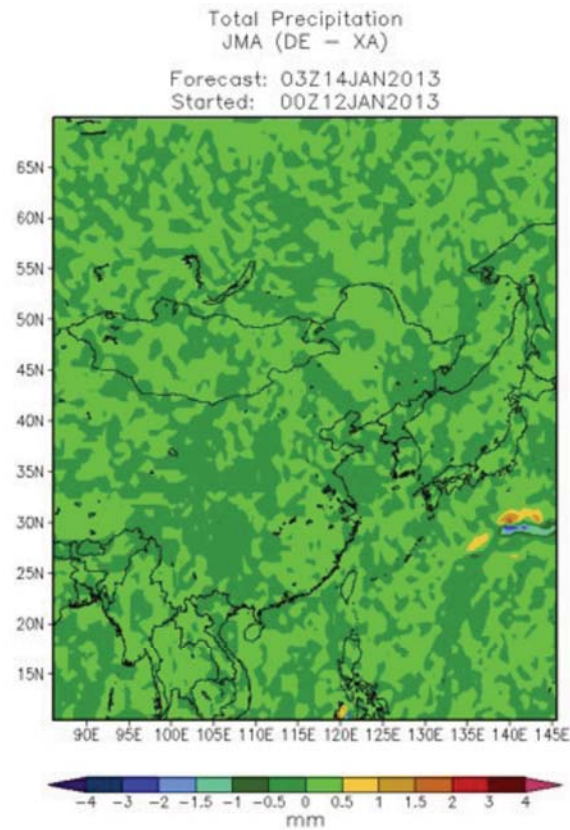 Total Precipitation
JMA (DE – XA)
Forecast: 03Z14JAN2013
Started: 00Z12JAN2013
65N
60N
55N
50N
45N
40N
35N
30N
25N
20N
15N
90E 95E 100E 105E 110E 115E 120E 125E 130E 135E 140E 145E
−4 −3 −2 −1.5 −1 −0.5 0 0.5 1 1.5 2 3 4
mm